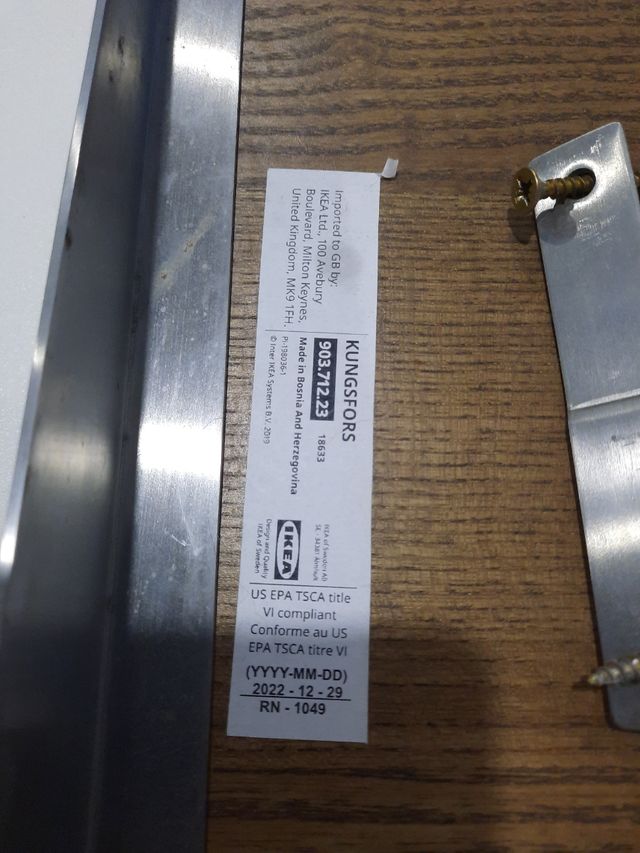 Imported to GB by:
IKEA Ltd., 100 Avebury
Boulevard, Milton Keynes,
United Kingdom, MK9 1FH.
KUNGSFORS
903.712.23 18633
Made in Bosnia And Herzegovina
PI-198036-1
© Inter IKEA Systems B.V. 2019
IKEA of Sweden AB
SE - 34381 Älmhult
IKEA
Design and Quality
IKEA of Sweden
US EPA TSCA title
VI compliant
Conforme au US
EPA TSCA titre VI
(YYYY-MM-DD)
2022 - 12 - 29
RN - 1049